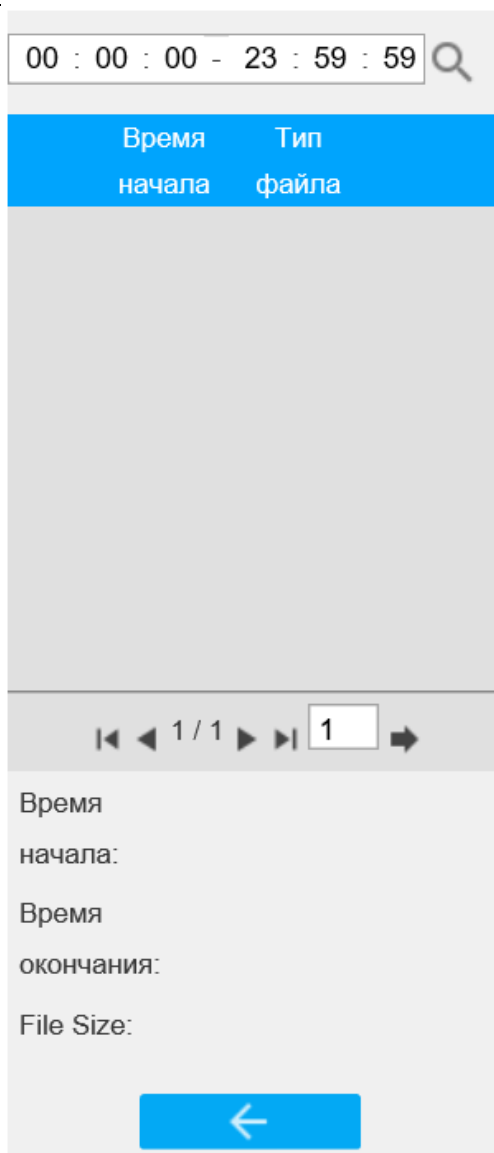 00 : 00 : 00 - 23 : 59 : 59
Время Тип
начала файла
1 / 1 1
Время
начала:
Время
окончания:
File Size: